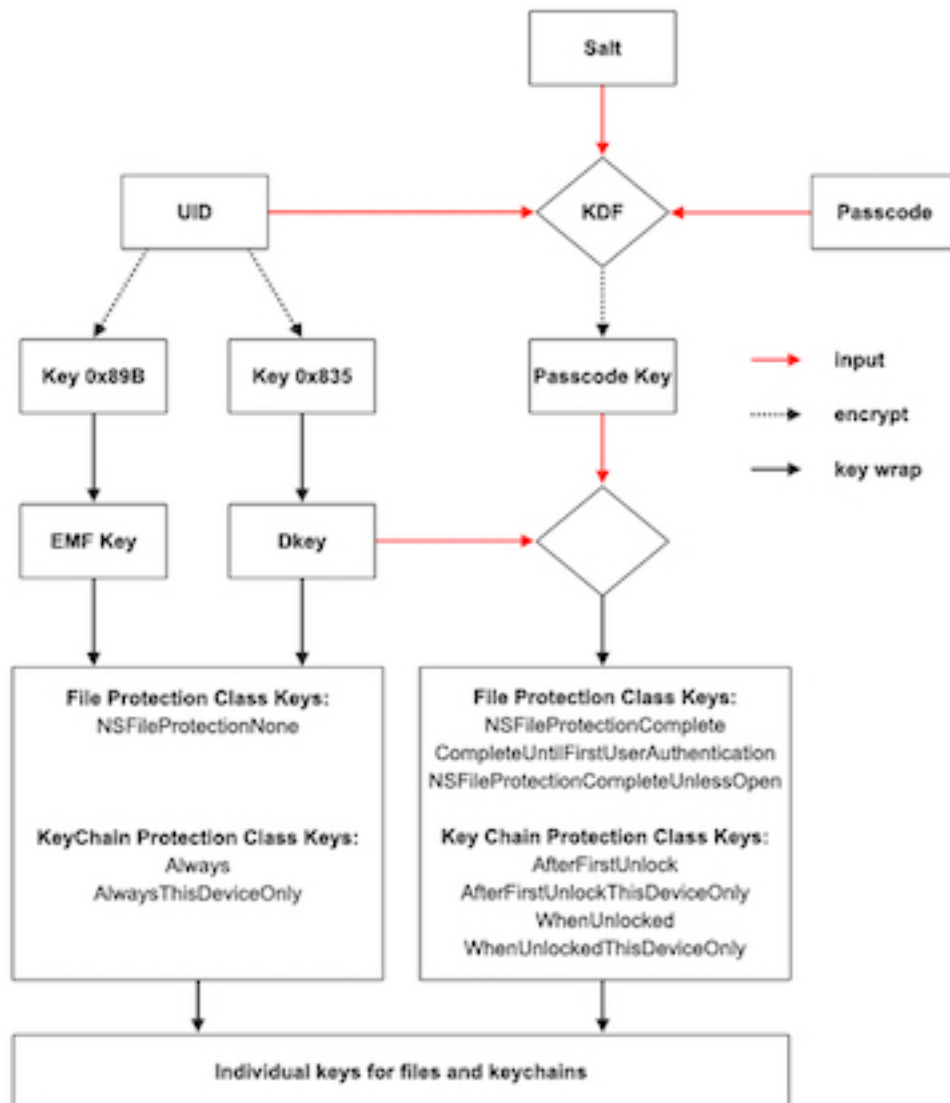 Salt
UID
KDF
Passcode
Key 0x89B
Key 0x835
Passcode Key
input
encrypt
key wrap
EMF Key
Dkey
File Protection Class Keys:
NSFileProtectionNone
KeyChain Protection Class Keys:
Always
AlwaysThisDeviceOnly
File Protection Class Keys:
NSFileProtectionComplete
CompleteUntilFirstUserAuthentication
NSFileProtectionCompleteUnlessOpen
Key Chain Protection Class Keys:
AfterFirstUnlock
AfterFirstUnlockThisDeviceOnly
WhenUnlocked
WhenUnlockedThisDeviceOnly
Individual keys for files and keychains